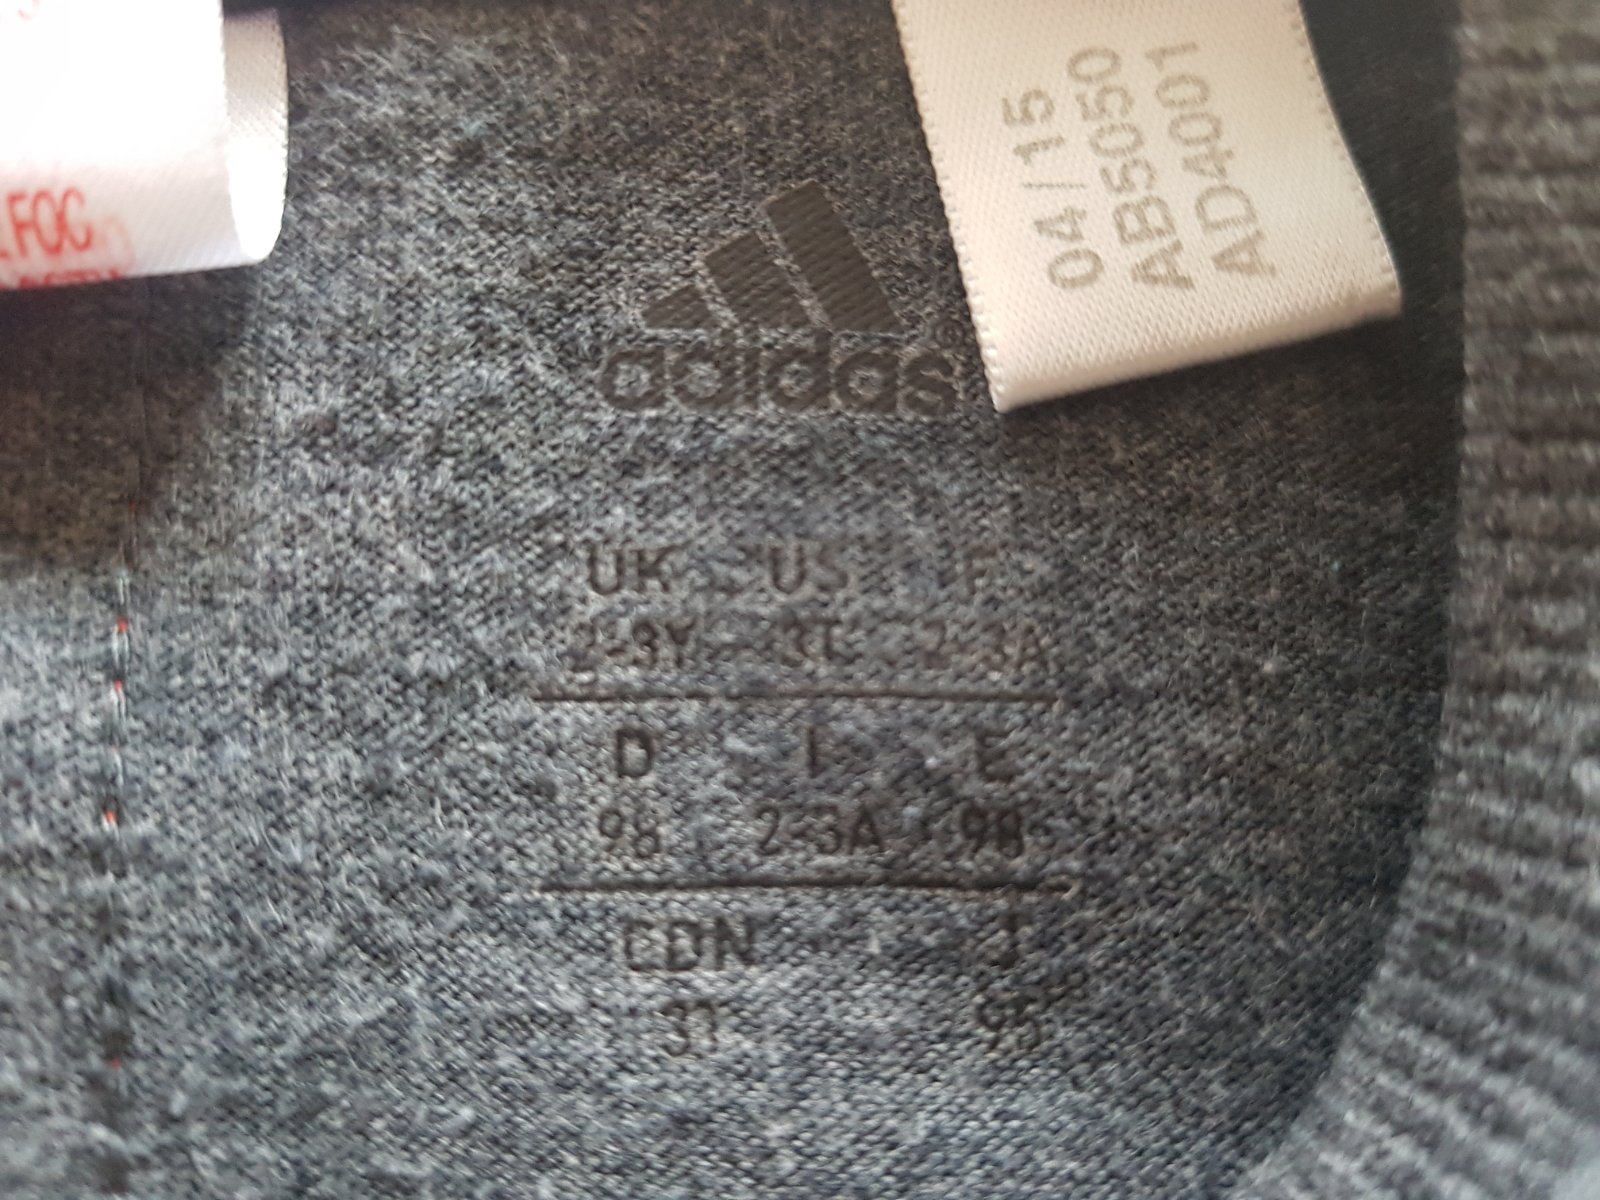 FOC
04/15
AB5050
AD4001
adidas®
UK US F
2-3Y 3T 2-3A
D I E
98 2-3A 98
CDN J
3T 95